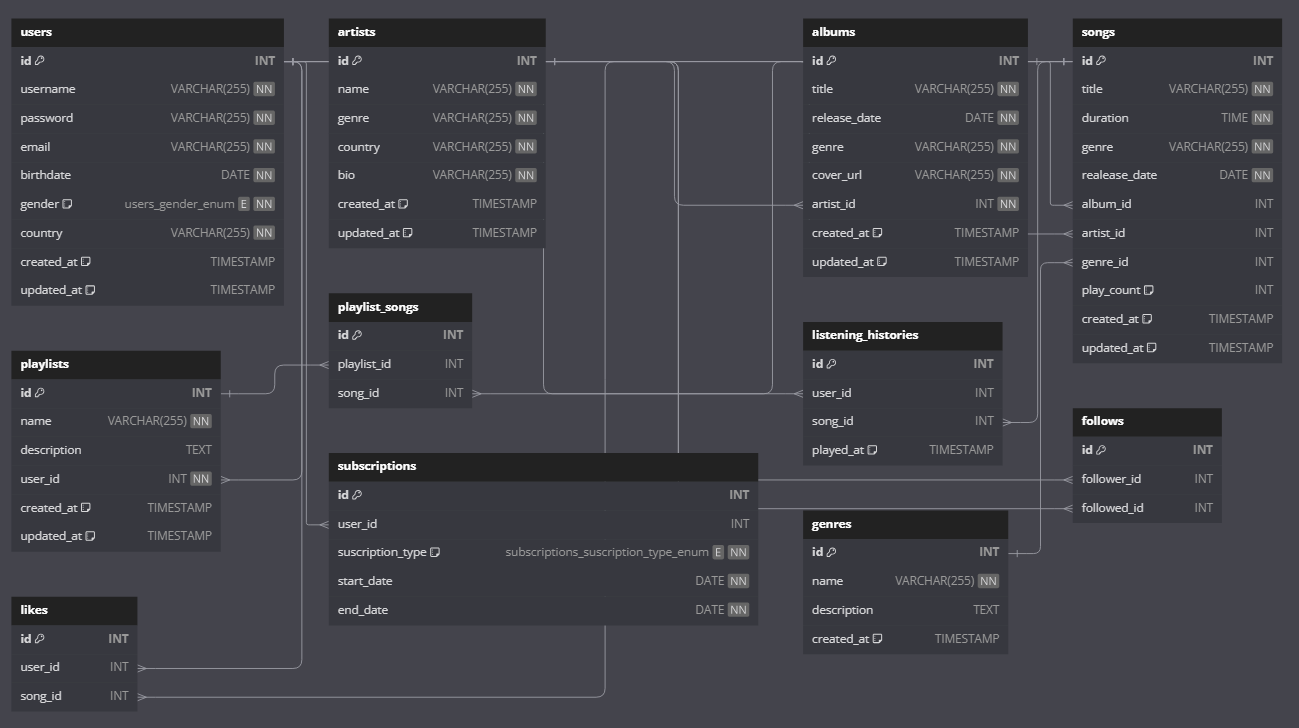 users
id INT
username VARCHAR(255) NN
password VARCHAR(255) NN
email VARCHAR(255) NN
birthdate DATE NN
gender users_gender_enum E NN
country VARCHAR(255) NN
created_at TIMESTAMP
updated_at TIMESTAMP
artists
id INT
name VARCHAR(255) NN
genre VARCHAR(255) NN
country VARCHAR(255) NN
bio VARCHAR(255) NN
created_at TIMESTAMP
updated_at TIMESTAMP
albums
id INT
title VARCHAR(255) NN
release_date DATE NN
genre VARCHAR(255) NN
cover_url VARCHAR(255) NN
artist_id INT NN
created_at TIMESTAMP
updated_at TIMESTAMP
songs
id INT
title VARCHAR(255) NN
duration TIME NN
genre VARCHAR(255) NN
realease_date DATE NN
album_id INT
artist_id INT
genre_id INT
play_count INT
created_at TIMESTAMP
updated_at TIMESTAMP
playlist_songs
id INT
playlist_id INT
song_id INT
playlists
id INT
name VARCHAR(255) NN
description TEXT
user_id INT NN
created_at TIMESTAMP
updated_at TIMESTAMP
listening_histories
id INT
user_id INT
song_id INT
played_at TIMESTAMP
follows
id INT
follower_id INT
followed_id INT
subscriptions
id INT
user_id INT
suscription_type subscriptions_suscription_type_enum E NN
start_date DATE NN
end_date DATE NN
genres
id INT
name VARCHAR(255) NN
description TEXT
created_at TIMESTAMP
likes
id INT
user_id INT
song_id INT